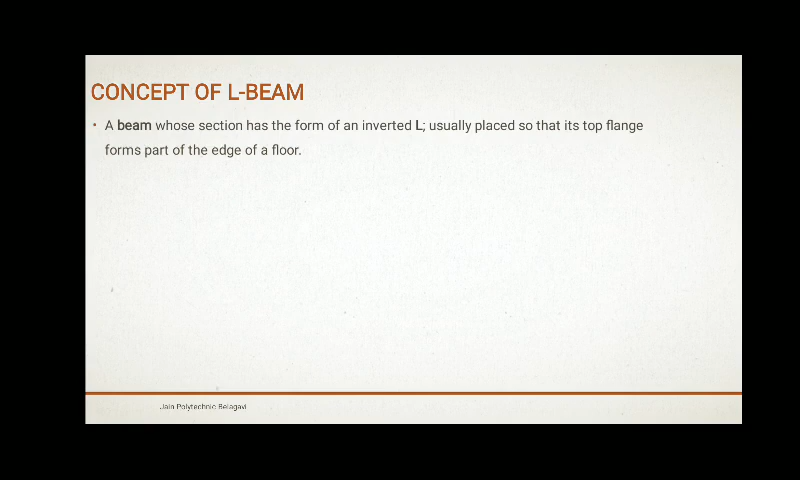 CONCEPT OF L-BEAM
• A beam whose section has the form of an inverted L; usually placed so that its top flange
forms part of the edge of a floor.
Jain Polytechnic Belagavi